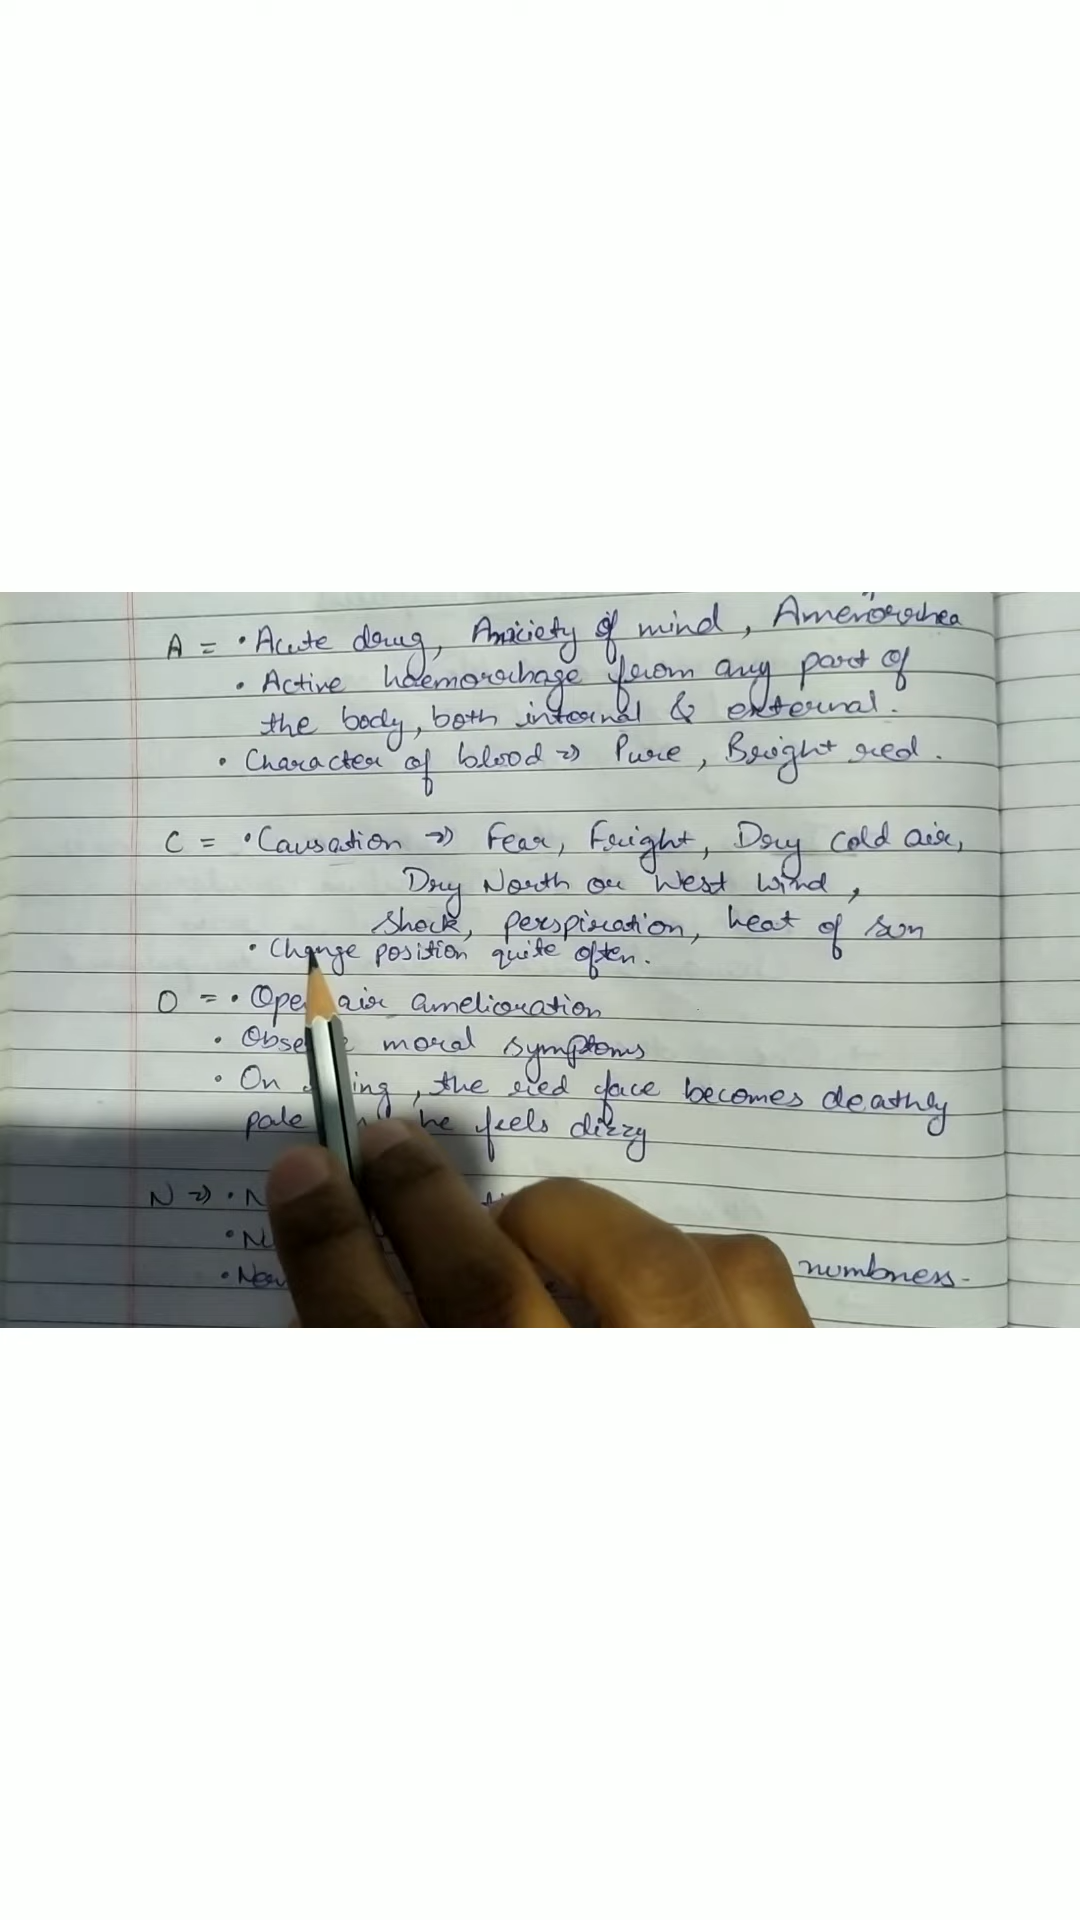 A = • Acute drug, Anxiety of mind, Amenorrhea
• Active haemorrhage from any part of
the body, both internal & external.
• Character of blood ⇒ Pure, Bright red.
C = • Causation ⇒ Fear, Fright, Dry cold air,
Dry North or West wind,
shock, perspiration, heat of sun
• Change position quite often.
O = • Open air amelioration
• moral symptoms
• On , the red face becomes deathly
pale he feels dizzy
N ⇒ •
numbness-